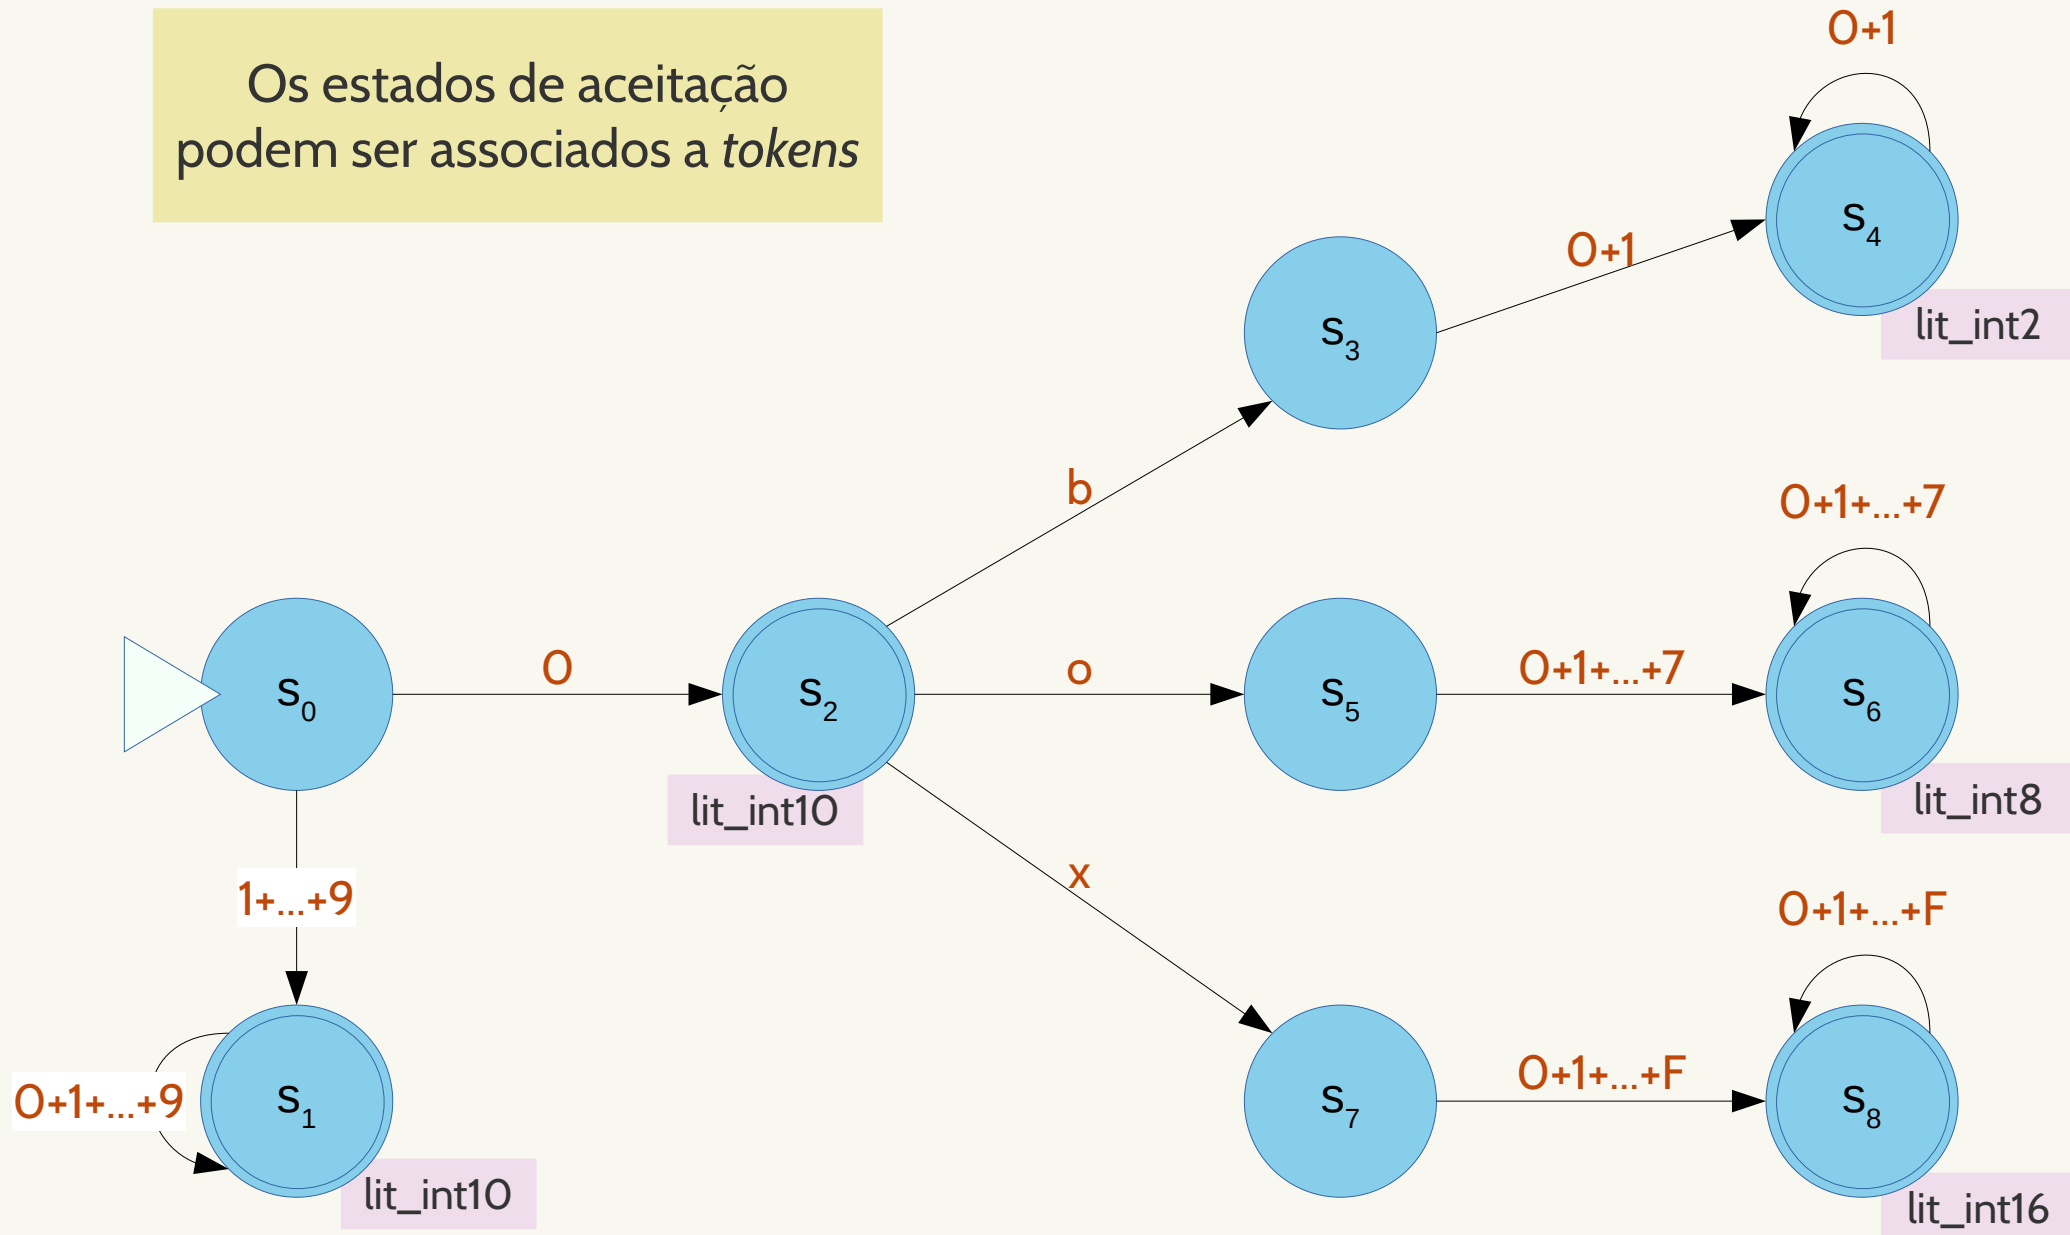 Os estados de aceitação
podem ser associados a tokens
0+1
s4
lit_int2
0+1
s3
b
0+1+...+7
s0
0
s2
lit_int10
o
s5
0+1+...+7
s6
lit_int8
x
1+...+9
0+1+...+F
0+1+...+9
s1
lit_int10
s7
0+1+...+F
s8
lit_int16